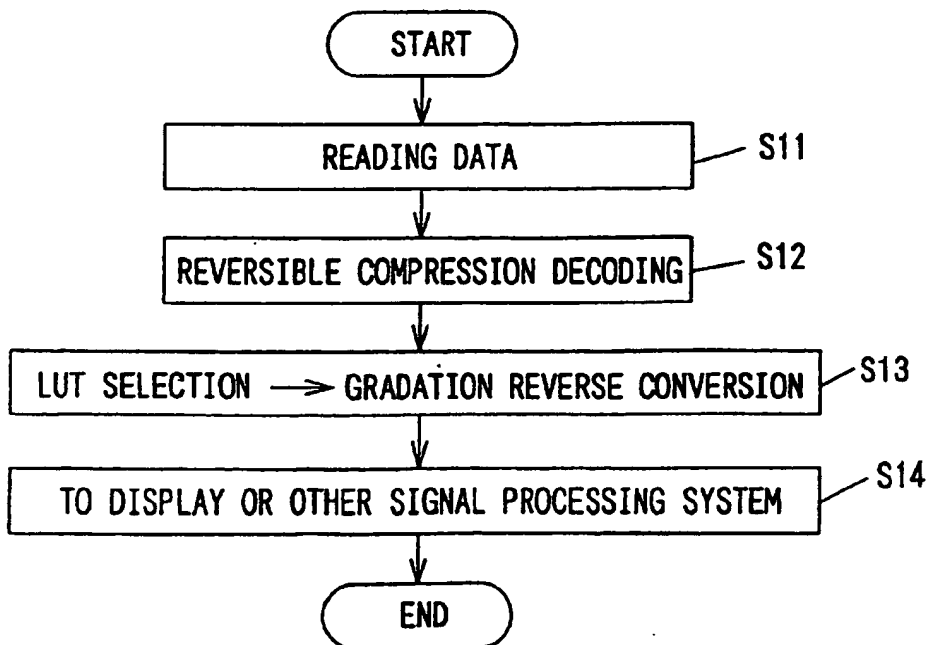 START
READING DATA S11
REVERSIBLE COMPRESSION DECODING S12
LUT SELECTION → GRADATION REVERSE CONVERSION S13
TO DISPLAY OR OTHER SIGNAL PROCESSING SYSTEM S14
END